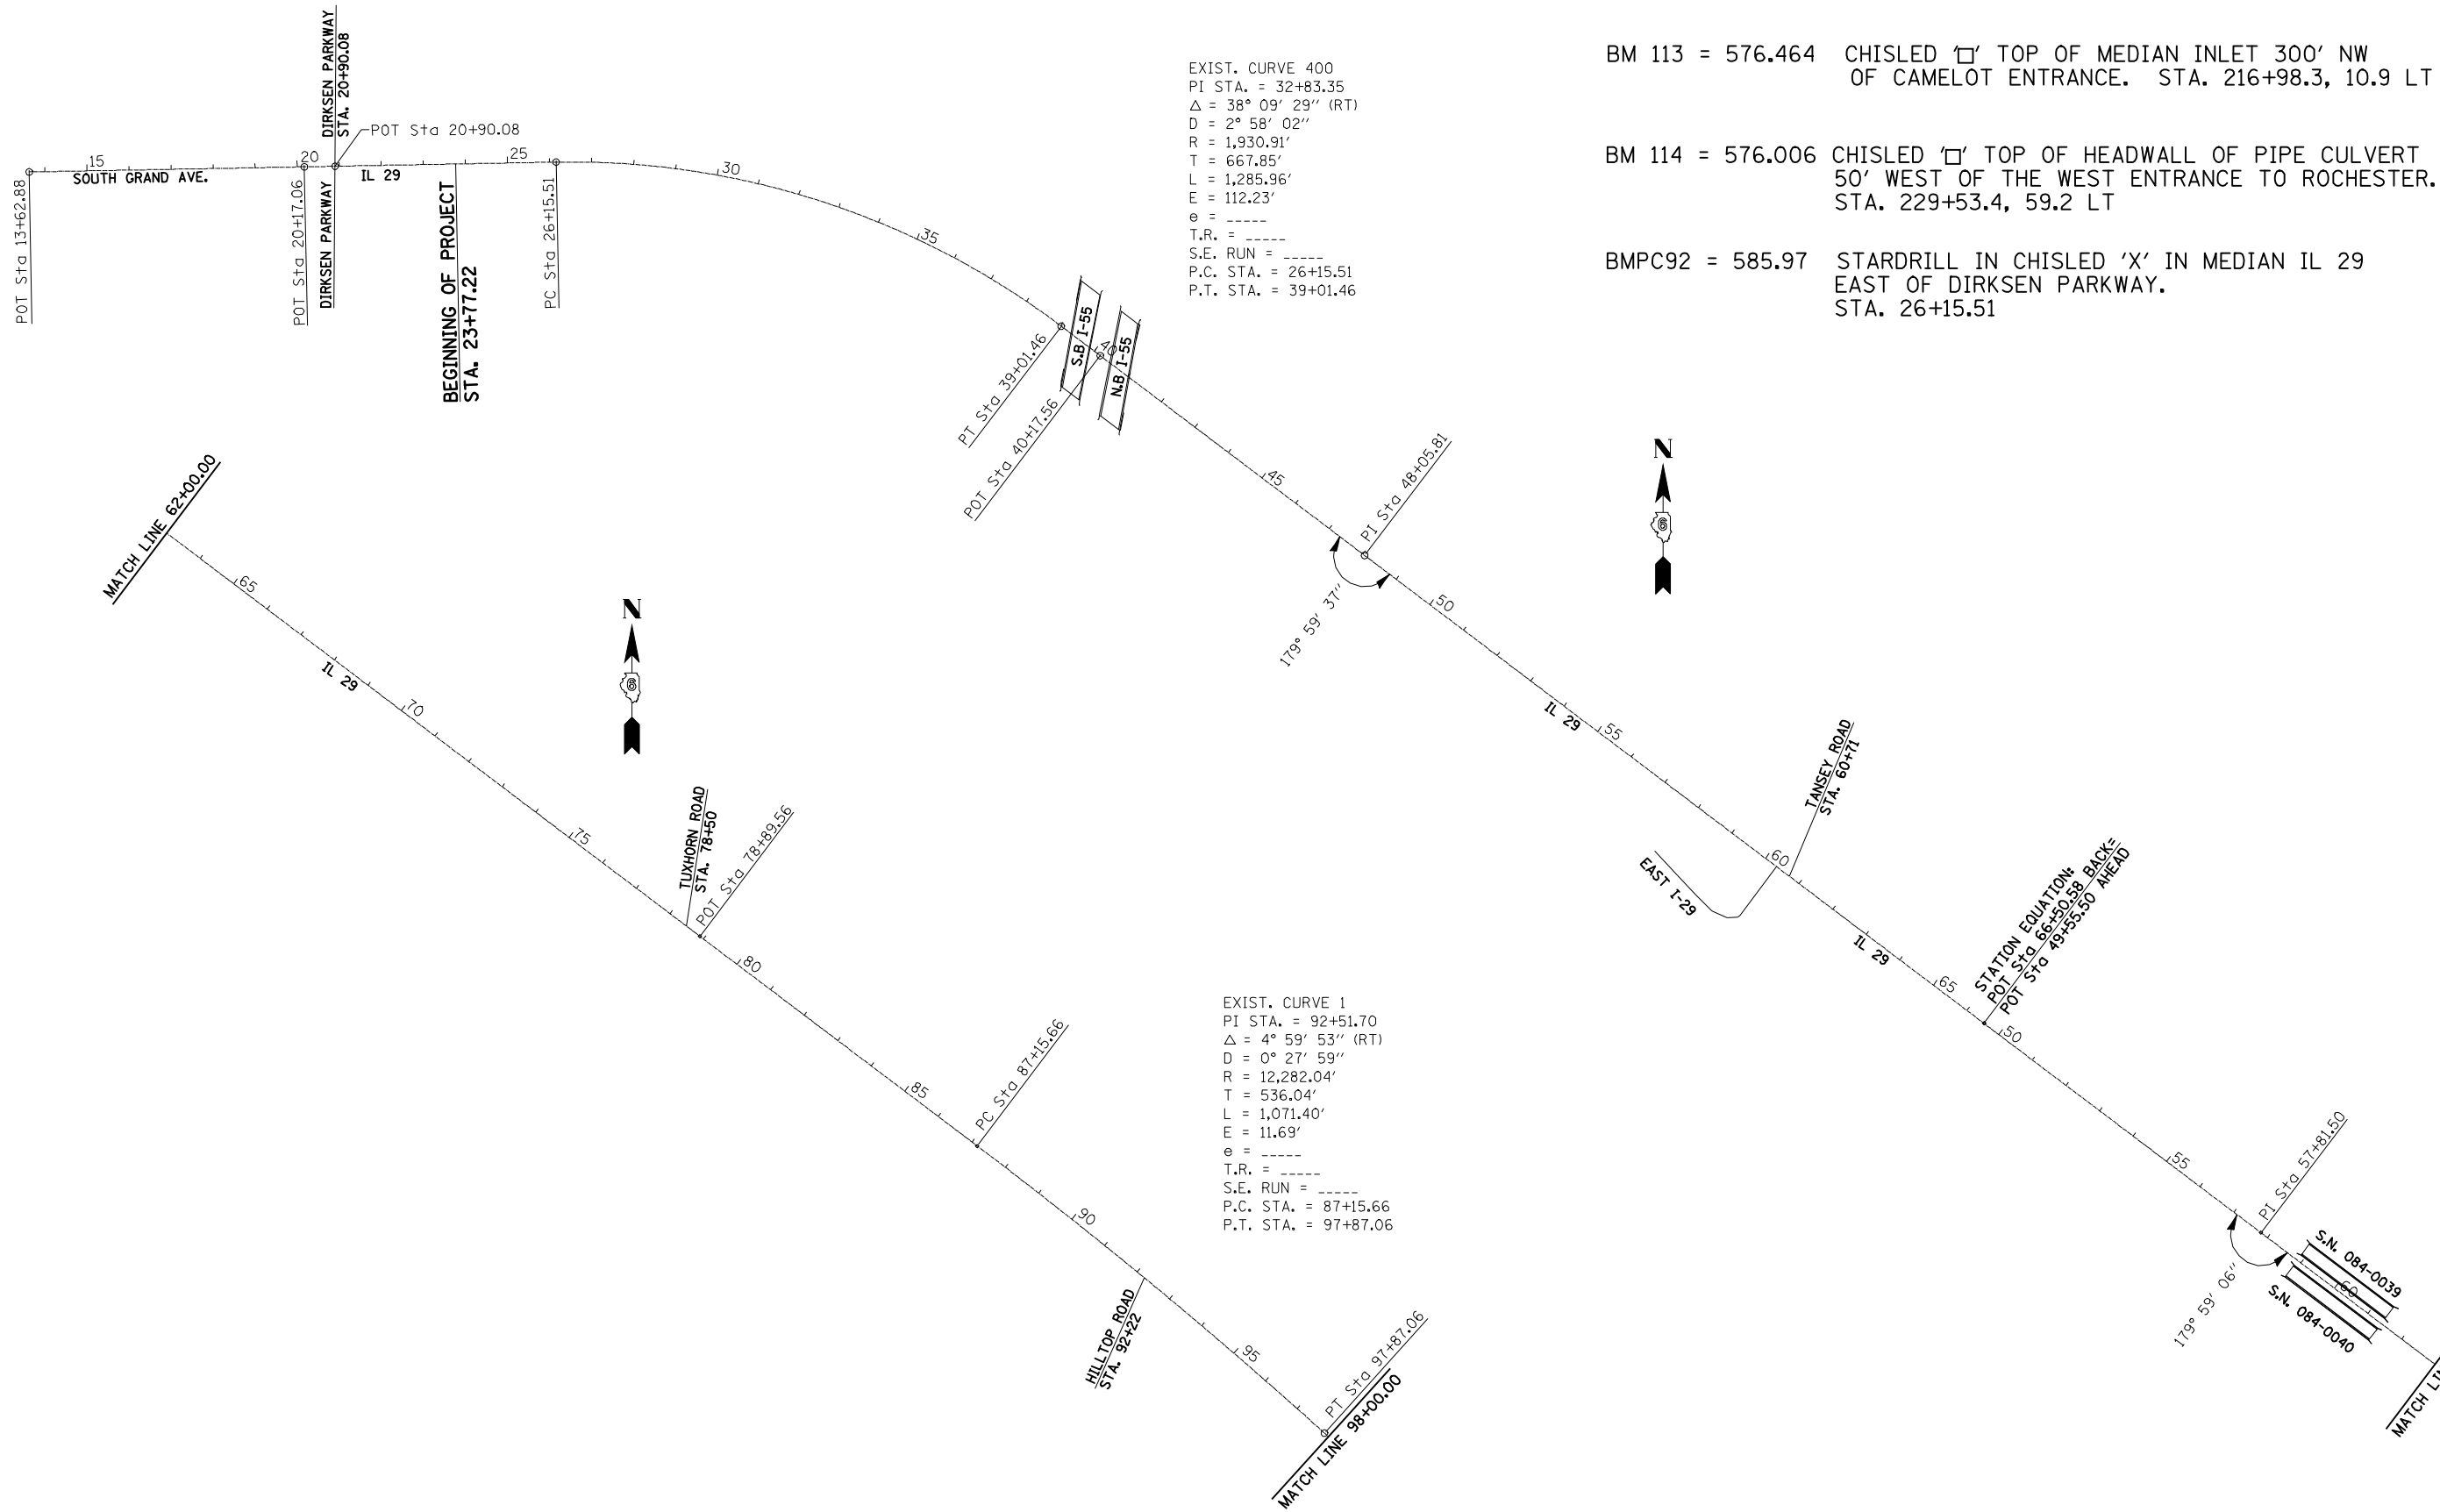 DIRKSEN PARKWAY
STA. 20+90.08
POT Sta 20+90.08
15
20
25
30
35
40
45
50
55
60
65
50
55
60
SOUTH GRAND AVE.
IL 29
POT Sta 13+62.88
POT Sta 20+17.06
DIRKSEN PARKWAY
BEGINNING OF PROJECT
STA. 23+77.22
PC Sta 26+15.51
EXIST. CURVE 400
PI STA. = 32+83.35
△ = 38° 09' 29" (RT)
D = 2° 58' 02"
R = 1,930.91'
T = 667.85'
L = 1,285.96'
E = 112.23'
e = _____
T.R. = _____
S.E. RUN = _____
P.C. STA. = 26+15.51
P.T. STA. = 39+01.46
BM 113 = 576.464 CHISLED '□' TOP OF MEDIAN INLET 300' NW
OF CAMELOT ENTRANCE. STA. 216+98.3, 10.9 LT
BM 114 = 576.006 CHISLED '□' TOP OF HEADWALL OF PIPE CULVERT
50' WEST OF THE WEST ENTRANCE TO ROCHESTER.
STA. 229+53.4, 59.2 LT
BMPC92 = 585.97 STARDRILL IN CHISLED 'X' IN MEDIAN IL 29
EAST OF DIRKSEN PARKWAY.
STA. 26+15.51
S.B I-55
N.B I-55
PT Sta 39+01.46
POT Sta 40+17.56
PI Sta 48+05.81
179° 59' 37"
N
6
IL 29
TANSEY ROAD
STA. 60+71
EAST I-29
IL 29
STATION EQUATION:
POT Sta 66+50.58 BACK=
POT Sta 49+55.50 AHEAD
PI Sta 57+81.50
179° 59' 06"
S.N. 084-0039
S.N. 084-0040
MATCH LI
MATCH LINE 62+00.00
65
70
75
80
85
90
95
IL 29
N
6
TUXHORN ROAD
STA. 78+50
POT Sta 78+89.56
PC Sta 87+15.66
HILLTOP ROAD
STA. 92+22
PT Sta 97+87.06
MATCH LINE 98+00.00
EXIST. CURVE 1
PI STA. = 92+51.70
△ = 4° 59' 53" (RT)
D = 0° 27' 59"
R = 12,282.04'
T = 536.04'
L = 1,071.40'
E = 11.69'
e = _____
T.R. = _____
S.E. RUN = _____
P.C. STA. = 87+15.66
P.T. STA. = 97+87.06